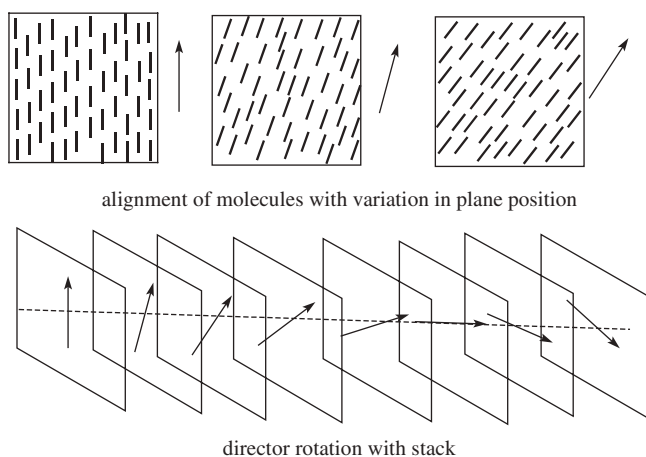 alignment of molecules with variation in plane position
director rotation with stack